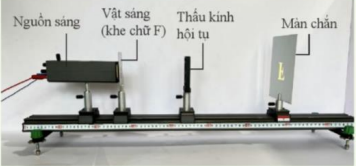 Nguồn sáng
Vật sáng
(khe chữ F)
Thấu kính
hội tụ
Màn chắn